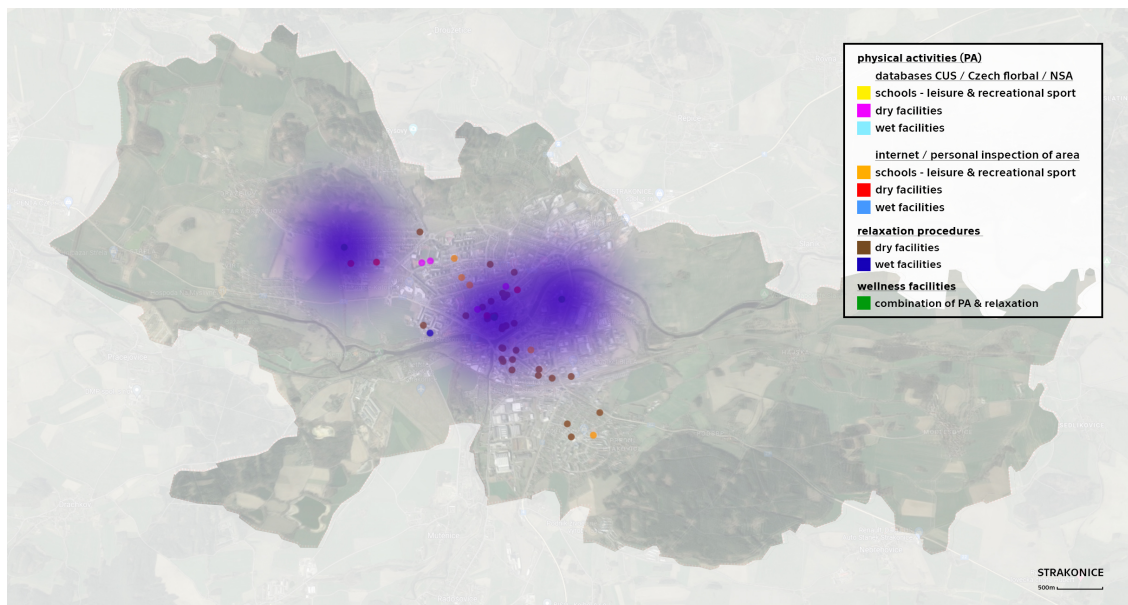 physical activities (PA)
databases CUS / Czech florbal / NSA
schools - leisure & recreational sport
dry facilities
wet facilities
internet / personal inspection of area
schools - leisure & recreational sport
dry facilities
wet facilities
relaxation procedures
dry facilities
wet facilities
wellness facilities
combination of PA & relaxation
STRAKONICE
500m